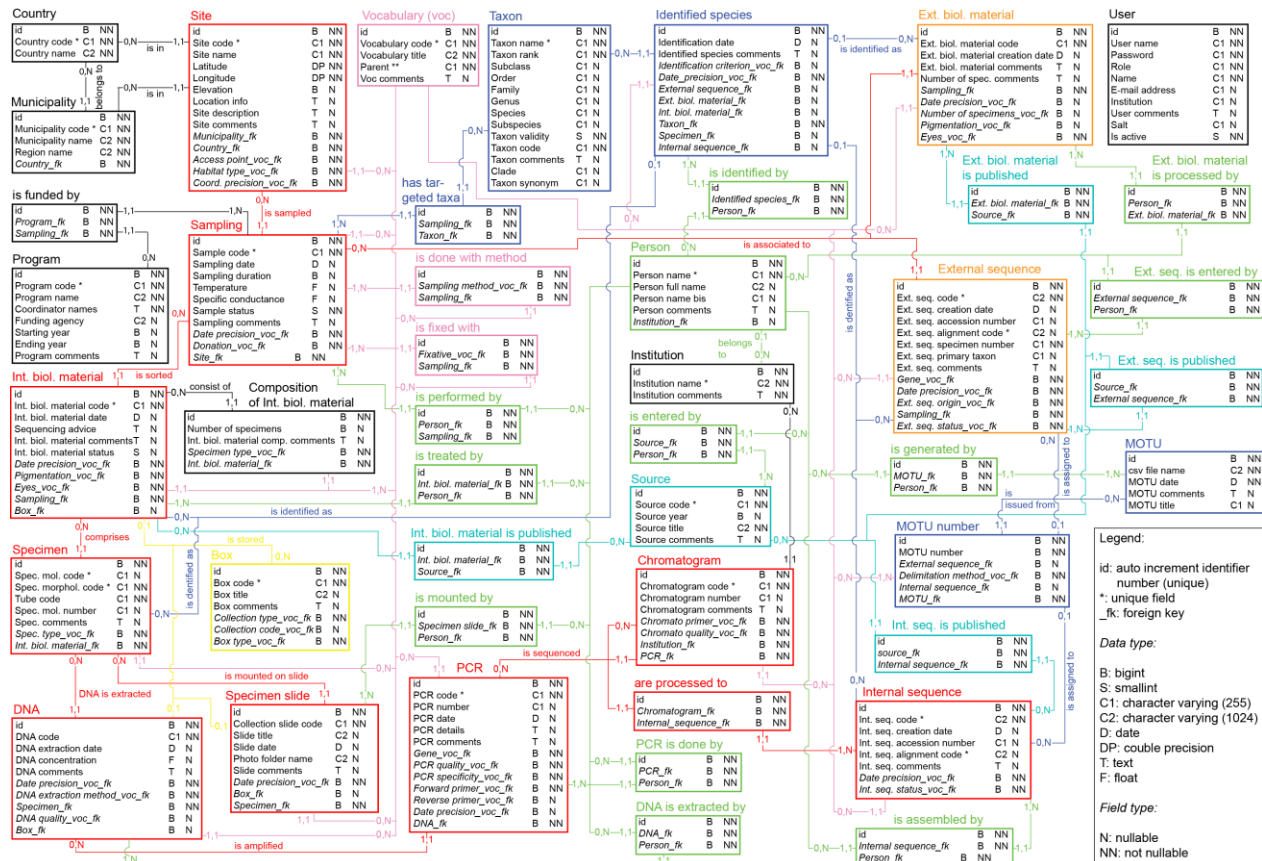 Country
id B NN
Country code * C1 NN
Country name C2 NN
0,N
is in
1,1
0,N
belongs to
1,1
Municipality
id B NN
Municipality code * C1 NN
Municipality name C2 NN
Region name C2 NN
Country_fk B NN
0,N
is in
1,1
Site
id B NN
Site code * C1 NN
Site name C1 NN
Latitude DP NN
Longitude DP NN
Elevation B N
Location info T N
Site description T N
Site comments T N
Municipality_fk B NN
Country_fk B NN
Access point_voc_fk B NN
Habitat type_voc_fk B NN
Coord. precision_voc_fk B NN
0,N
is sampled
1,1
Vocabulary (voc)
id B NN
Vocabulary code * C1 NN
Vocabulary title C2 NN
Parent ** C1 NN
Voc comments T N
Taxon
id B NN
Taxon name * C1 NN
Taxon rank C1 NN
Subclass C1 N
Order C1 N
Family C1 N
Genus C1 N
Species C1 N
Subspecies C1 N
Taxon validity S NN
Taxon code C1 NN
Taxon comments T N
Clade C1 N
Taxon synonym C1 N
Identified species
id B NN
Identification date D N
Identified species comments T N
Identification criterion_voc_fk B NN
Date_precision_voc_fk B NN
External sequence_fk B N
Ext. biol. material_fk B N
Int. biol. material_fk B N
Taxon_fk B NN
Specimen_fk B N
Internal sequence_fk B N
is identified as
Ext. biol. material
id B NN
Ext. biol. material code C1 NN
Ext. biol. material creation date D N
Ext. biol. material comments T N
Number of spec. comments T N
Sampling_fk B NN
Date precision_voc_fk B NN
Number of specimens_voc_fk B NN
Pigmentation_voc_fk B NN
Eyes_voc_fk B NN
User
id B NN
User name C1 NN
Password C1 NN
Role C1 NN
Name C1 NN
E-mail address C1 N
Institution C1 N
User comments T N
Salt C1 N
Is active S NN
is funded by
id B NN
Program_fk B NN
Sampling_fk B NN
Program
id B NN
Program code * C1 NN
Program name C2 NN
Coordinator names T NN
Funding agency C2 N
Starting year B N
Ending year B N
Program comments T N
Sampling
id B NN
Sample code * C1 NN
Sampling date D N
Sampling duration B N
Temperature F N
Specific conductance F N
Sample status S NN
Sampling comments T N
Date precision_voc_fk B NN
Donation_voc_fk B NN
Site_fk B NN
has tar-
geted taxa
id B NN
Sampling_fk B NN
Taxon_fk B NN
is done with method
id B NN
Sampling method_voc_fk B NN
Sampling_fk B NN
is fixed with
id B NN
Fixative_voc_fk B NN
Sampling_fk B NN
is performed by
id B NN
Person_fk B NN
Sampling_fk B NN
is treated by
id B NN
Int. biol. material_fk B NN
Person_fk B NN
is identified by
id B NN
Identified species_fk B NN
Person_fk B NN
Person
id B NN
Person name * C1 NN
Person full name C2 N
Person name bis C1 N
Person comments T N
Institution_fk B N
is associated to
is identified as
belongs to
Institution
id B NN
Institution name * C2 NN
Institution comments T NN
is entered by
id B NN
Source_fk B NN
Person_fk B NN
Source
id B NN
Source code * C1 NN
Source year B N
Source title C2 NN
Source comments T N
Ext. biol. material
is published
id B NN
Ext. biol. material_fk B NN
Source_fk B NN
Ext. biol. material
is processed by
id B NN
Person_fk B NN
Ext. biol. material_fk B NN
External sequence
id B NN
Ext. seq. code * C2 NN
Ext. seq. creation date D N
Ext. seq. accession number C1 N
Ext. seq. alignment code * C2 N
Ext. seq. specimen number C1 N
Ext. seq. primary taxon C1 N
Ext. seq. comments T N
Gene_voc_fk B NN
Date precision_voc_fk B NN
Ext. seq. origin_voc_fk B NN
Sampling_fk B NN
Ext. seq. status_voc_fk B NN
Ext. seq. is entered by
id B NN
External sequence_fk B NN
Person_fk B NN
Ext. seq. is published
id B NN
Source_fk B NN
External sequence_fk B NN
is sorted
Int. biol. material
id B NN
Int. biol. material code * C1 NN
Int. biol. material date D N
Sequencing advice T N
Int. biol. material comments T N
Int. biol. material status S N
Date precision_voc_fk B NN
Pigmentation_voc_fk B NN
Eyes_voc_fk B NN
Sampling_fk B NN
Box_fk B N
consist of
Composition
of Int. biol. material
id B NN
Number of specimens B N
Int. biol. material comp. comments T N
Specimen type_voc_fk B NN
Int. biol. material_fk B NN
is identified as
comprises
is stored
Specimen
id B NN
Spec. mol. code * C1 N
Spec. morphol. code * C1 NN
Tube code C1 NN
Spec. mol. number C1 N
Spec. comments T N
Spec. type_voc_fk B NN
Int. biol. material_fk B NN
is identified as
Box
id B NN
Box code * C1 NN
Box title C2 N
Box comments T N
Collection type_voc_fk B NN
Collection code_voc_fk B NN
Box type_voc_fk B NN
Int. biol. material is published
id B NN
Int. biol. material_fk B NN
Source_fk B NN
is mounted by
id B NN
Specimen slide_fk B NN
Person_fk B NN
is generated by
id B NN
MOTU_fk B NN
Person_fk B NN
MOTU
id B NN
csv file name C2 NN
MOTU date D NN
MOTU comments T N
MOTU title C1 N
is
issued from
is assigned to
MOTU number
id B NN
MOTU number B NN
External sequence_fk B N
Delimitation method_voc_fk B NN
Internal sequence_fk B N
MOTU_fk B NN
Chromatogram
id B NN
Chromatogram code * C1 NN
Chromatogram number C1 NN
Chromatogram comments T N
Chromato primer_voc_fk B NN
Chromato quality_voc_fk B NN
Institution_fk B NN
PCR_fk B NN
Int. seq. is published
id B NN
source_fk B NN
Internal sequence_fk B NN
is assigned to
is mounted on slide
DNA is extracted
DNA
id B NN
DNA code C1 NN
DNA extraction date D N
DNA concentration F N
DNA comments T N
Date precision_voc_fk B NN
DNA extraction method_voc_fk B NN
Specimen_fk B NN
DNA quality_voc_fk B NN
Box_fk B N
Specimen slide
id B NN
Collection slide code C1 NN
Slide title C2 N
Slide date D N
Photo folder name C2 N
Slide comments T N
Date precision_voc_fk B NN
Box_fk B N
Specimen_fk B NN
is sequenced
PCR
id B NN
PCR code * C1 NN
PCR number C1 NN
PCR date D N
PCR details T N
PCR comments T N
Gene_voc_fk B NN
PCR quality_voc_fk B NN
PCR specificity_voc_fk B NN
Forward primer_voc_fk B NN
Reverse primer_voc_fk B NN
Date precision_voc_fk B NN
DNA_fk B NN
is amplified
are processed to
id B NN
Chromatogram_fk B NN
Internal_sequence_fk B NN
PCR is done by
id B NN
PCR_fk B NN
Person_fk B NN
DNA is extracted by
id B NN
DNA_fk B NN
Person_fk B NN
Internal sequence
id B NN
Int. seq. code * C2 NN
Int. seq. creation date D N
Int. seq. accession number C1 N
Int. seq. alignment code * C2 N
Int. seq. comments T N
Date precision_voc_fk B NN
Int. seq. status_voc_fk B NN
is assembled by
id B NN
Internal sequence_fk B NN
Person_fk B NN
Legend:
id: auto increment identifier
number (unique)
*: unique field
_fk: foreign key
Data type:
B: bigint
S: smallint
C1: character varying (255)
C2: character varying (1024)
D: date
DP: couble precision
T: text
F: float
Field type:
N: nullable
NN: not nullable